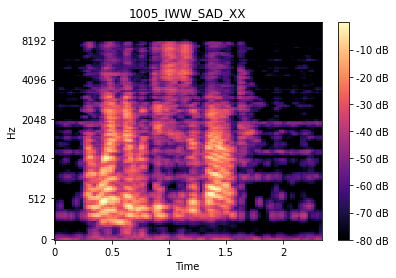 1005_IWW_SAD_XX
8192
4096
2048
1024
512
0
Hz
0
0.5
1
1.5
2
Time
-10 dB
-20 dB
-30 dB
-40 dB
-50 dB
-60 dB
-70 dB
-80 dB